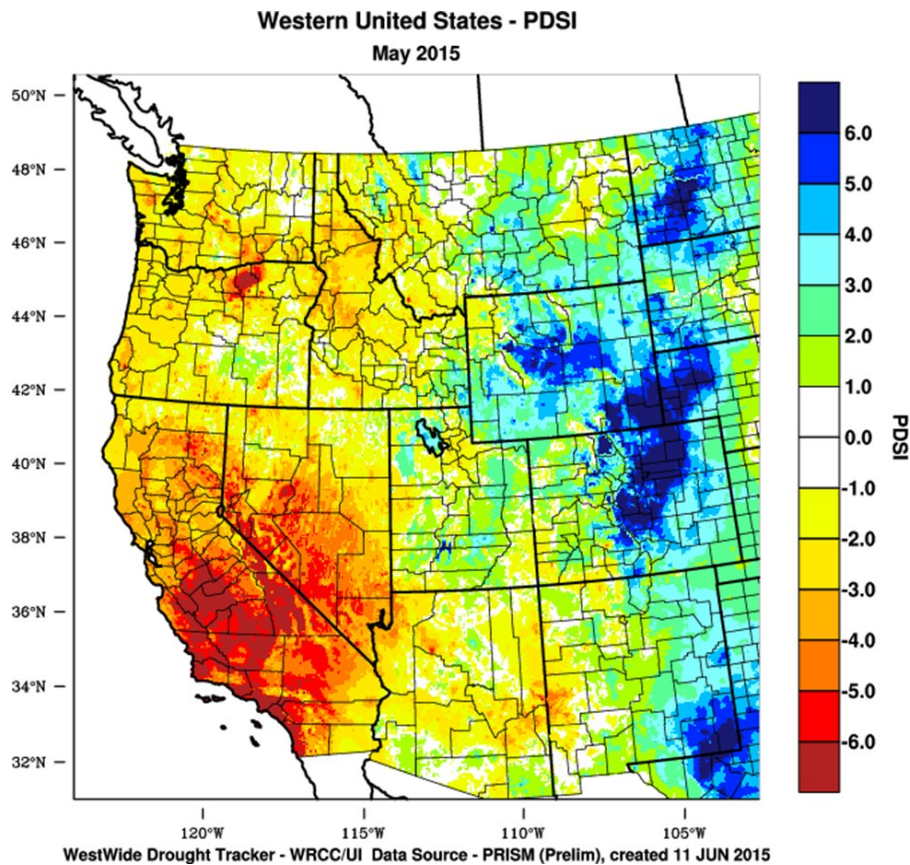 Western United States - PDSI
May 2015
50°N
48°N
46°N
44°N
42°N
40°N
38°N
36°N
34°N
32°N
120°W
115°W
110°W
105°W
6.0
5.0
4.0
3.0
2.0
1.0
0.0
-1.0
-2.0
-3.0
-4.0
-5.0
-6.0
PDSI
WestWide Drought Tracker - WRCC/UI Data Source - PRISM (Prelim), created 11 JUN 2015